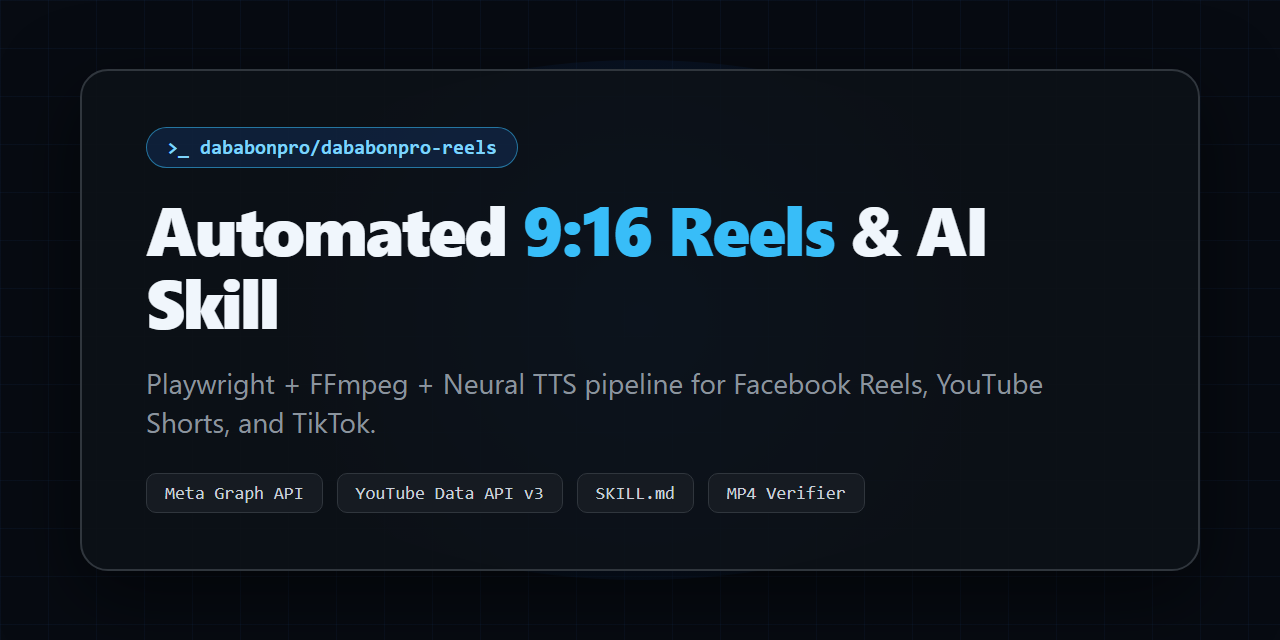 >_ dababonpro/dababonpro-reels
Automated 9:16 Reels & AI
Skill
Playwright + FFmpeg + Neural TTS pipeline for Facebook Reels, YouTube
Shorts, and TikTok.
Meta Graph API
YouTube Data API v3
SKILL.md
MP4 Verifier